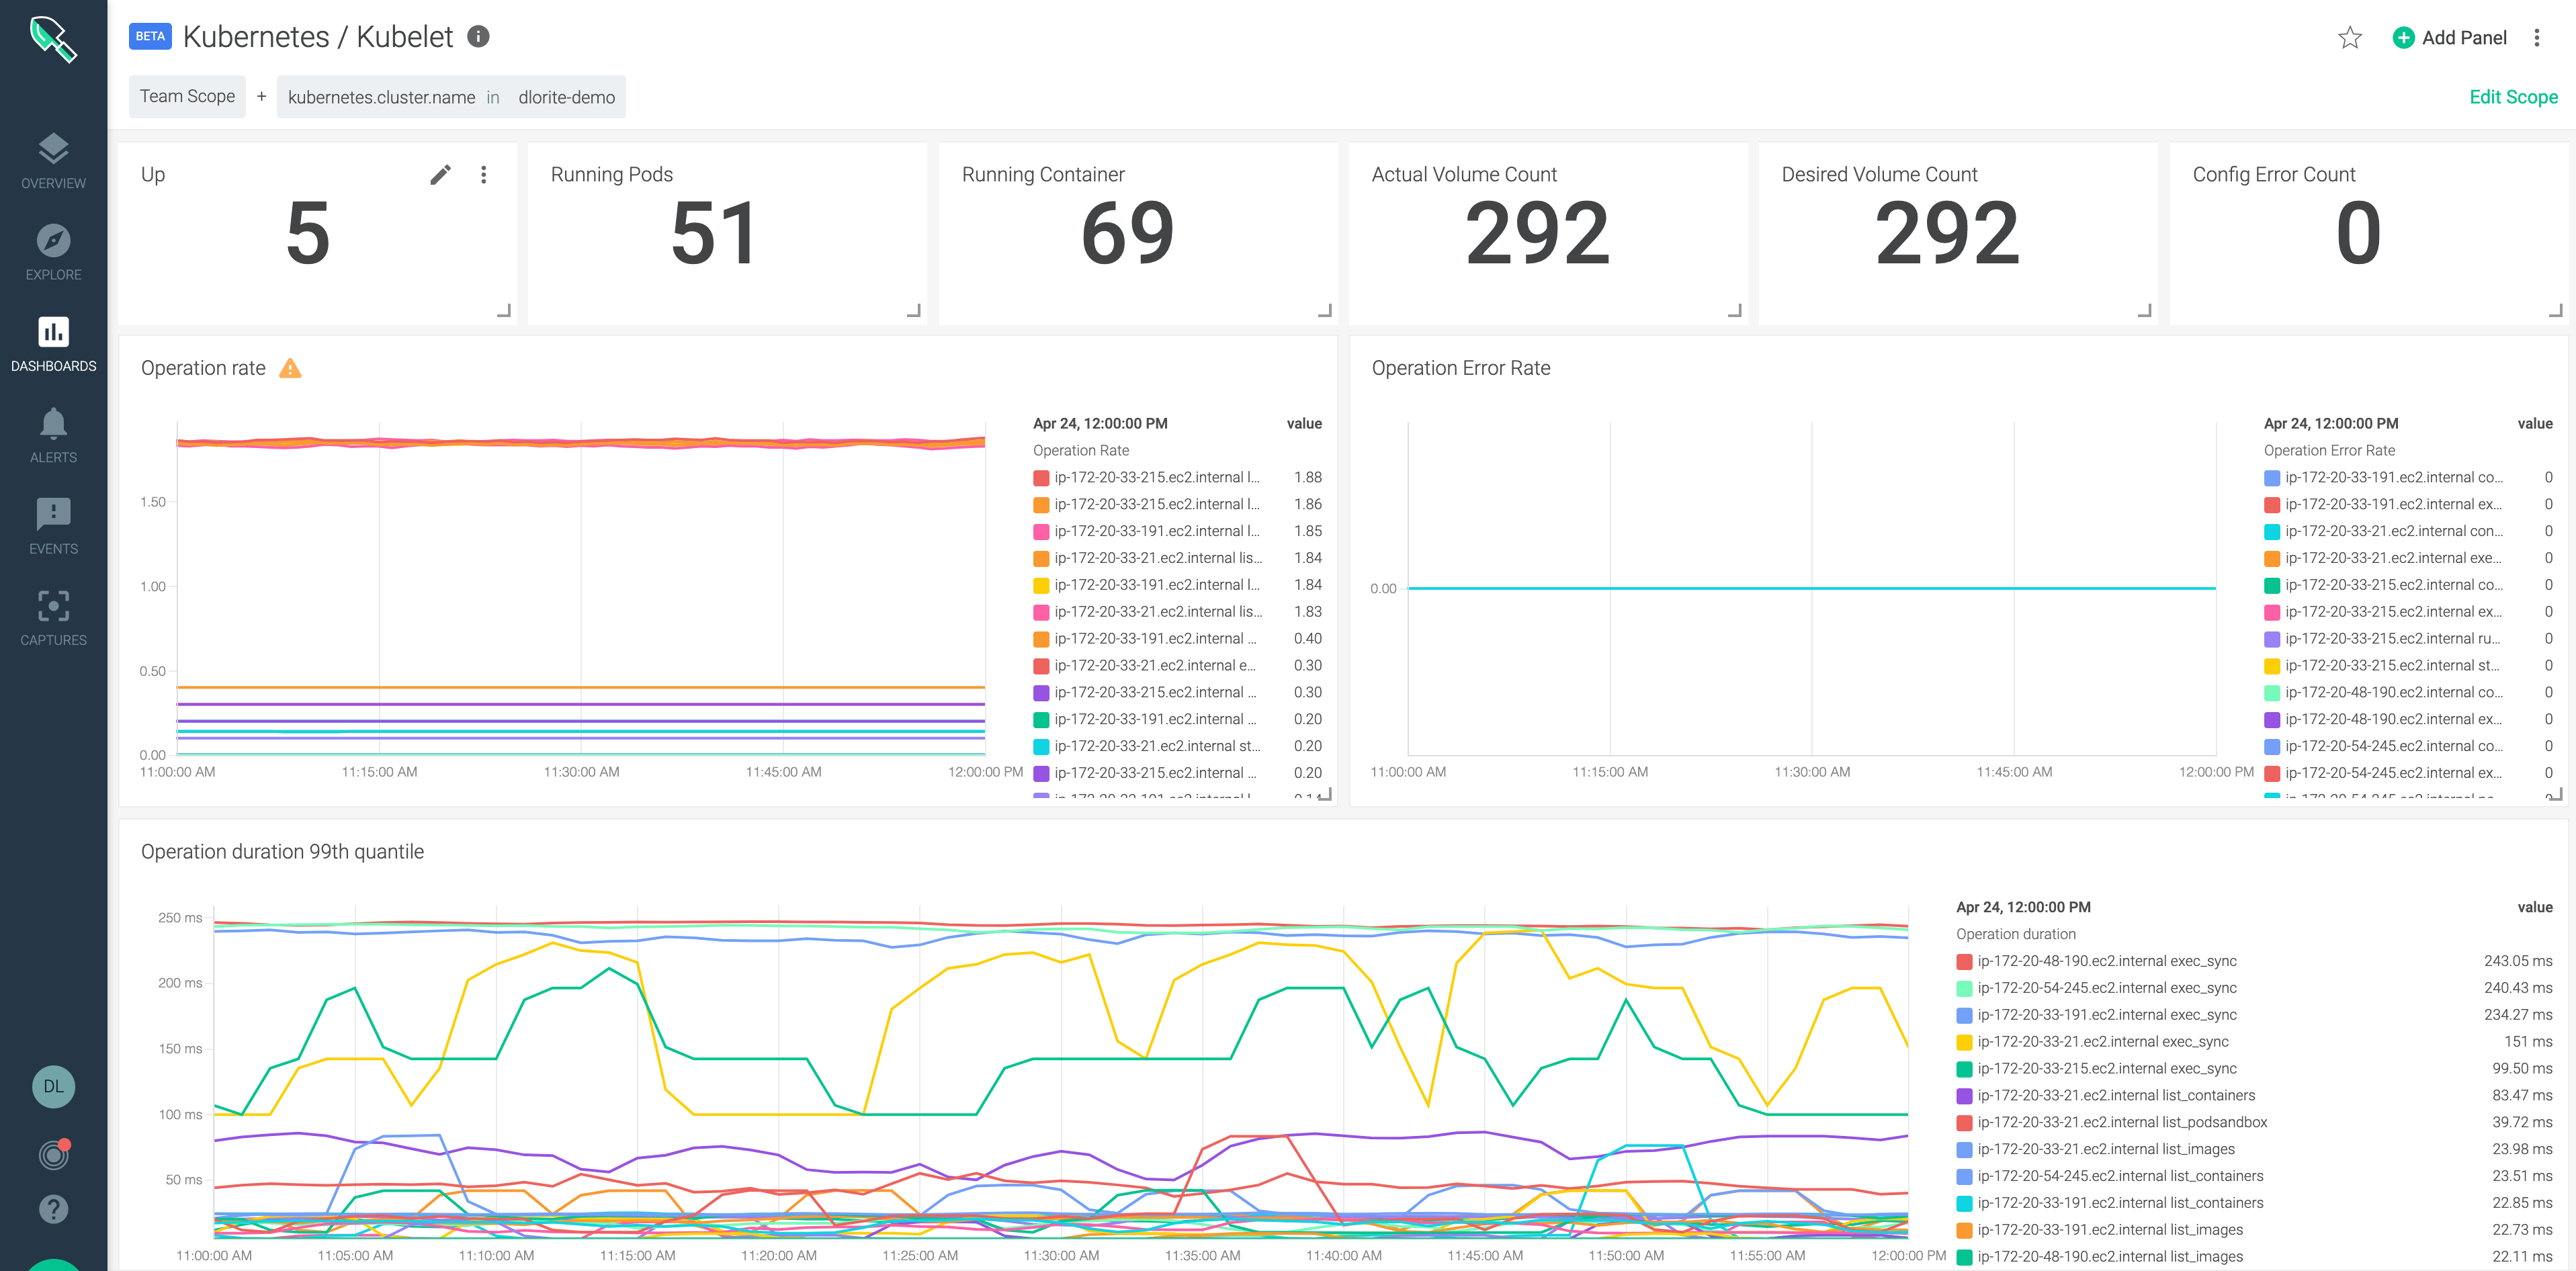 BETA Kubernetes / Kubelet
Add Panel
Team Scope + kubernetes.cluster.name in dlorite-demo
Edit Scope
OVERVIEW
EXPLORE
DASHBOARDS
ALERTS
EVENTS
CAPTURES
DL
Up
5
Running Pods
51
Running Container
69
Actual Volume Count
292
Desired Volume Count
292
Config Error Count
0
Operation rate
1.50
1.00
0.50
0.00
11:00:00 AM 11:15:00 AM 11:30:00 AM 11:45:00 AM 12:00:00 PM
Apr 24, 12:00:00 PM value
Operation Rate
ip-172-20-33-215.ec2.internal l... 1.88
ip-172-20-33-215.ec2.internal l... 1.86
ip-172-20-33-191.ec2.internal l... 1.85
ip-172-20-33-21.ec2.internal lis... 1.84
ip-172-20-33-191.ec2.internal l... 1.84
ip-172-20-33-21.ec2.internal lis... 1.83
ip-172-20-33-191.ec2.internal ... 0.40
ip-172-20-33-21.ec2.internal e... 0.30
ip-172-20-33-215.ec2.internal ... 0.30
ip-172-20-33-191.ec2.internal ... 0.20
ip-172-20-33-21.ec2.internal st... 0.20
ip-172-20-33-215.ec2.internal ... 0.20
Operation Error Rate
0.00
11:00:00 AM 11:15:00 AM 11:30:00 AM 11:45:00 AM 12:00:00 PM
Apr 24, 12:00:00 PM value
Operation Error Rate
ip-172-20-33-191.ec2.internal co... 0
ip-172-20-33-191.ec2.internal ex... 0
ip-172-20-33-21.ec2.internal con... 0
ip-172-20-33-21.ec2.internal exe... 0
ip-172-20-33-215.ec2.internal co... 0
ip-172-20-33-215.ec2.internal ex... 0
ip-172-20-33-215.ec2.internal ru... 0
ip-172-20-33-215.ec2.internal st... 0
ip-172-20-48-190.ec2.internal co... 0
ip-172-20-48-190.ec2.internal ex... 0
ip-172-20-54-245.ec2.internal co... 0
ip-172-20-54-245.ec2.internal ex... 0
Operation duration 99th quantile
250 ms
200 ms
150 ms
100 ms
50 ms
11:00:00 AM 11:05:00 AM 11:10:00 AM 11:15:00 AM 11:20:00 AM 11:25:00 AM 11:30:00 AM 11:35:00 AM 11:40:00 AM 11:45:00 AM 11:50:00 AM 11:55:00 AM 12:00:00 PM
Apr 24, 12:00:00 PM value
Operation duration
ip-172-20-48-190.ec2.internal exec_sync 243.05 ms
ip-172-20-54-245.ec2.internal exec_sync 240.43 ms
ip-172-20-33-191.ec2.internal exec_sync 234.27 ms
ip-172-20-33-21.ec2.internal exec_sync 151 ms
ip-172-20-33-215.ec2.internal exec_sync 99.50 ms
ip-172-20-33-21.ec2.internal list_containers 83.47 ms
ip-172-20-33-21.ec2.internal list_podsandbox 39.72 ms
ip-172-20-33-21.ec2.internal list_images 23.98 ms
ip-172-20-54-245.ec2.internal list_containers 23.51 ms
ip-172-20-33-191.ec2.internal list_containers 22.85 ms
ip-172-20-33-191.ec2.internal list_images 22.73 ms
ip-172-20-48-190.ec2.internal list_images 22.11 ms